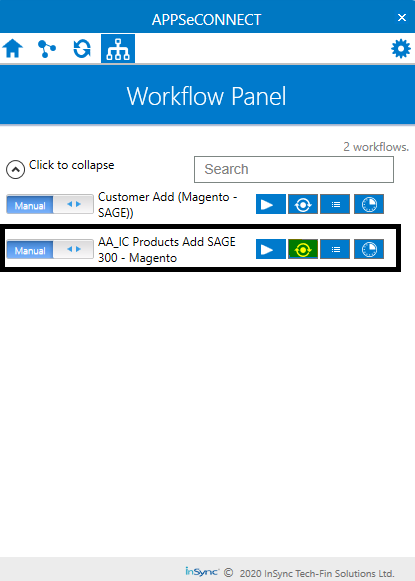 APPSeCONNECT
Workflow Panel
2 workflows.
Click to collapse
Search
Manual
Customer Add (Magento -
SAGE))
Manual
AA_IC Products Add SAGE
300 - Magento
inSync © 2020 InSync Tech-Fin Solutions Ltd.